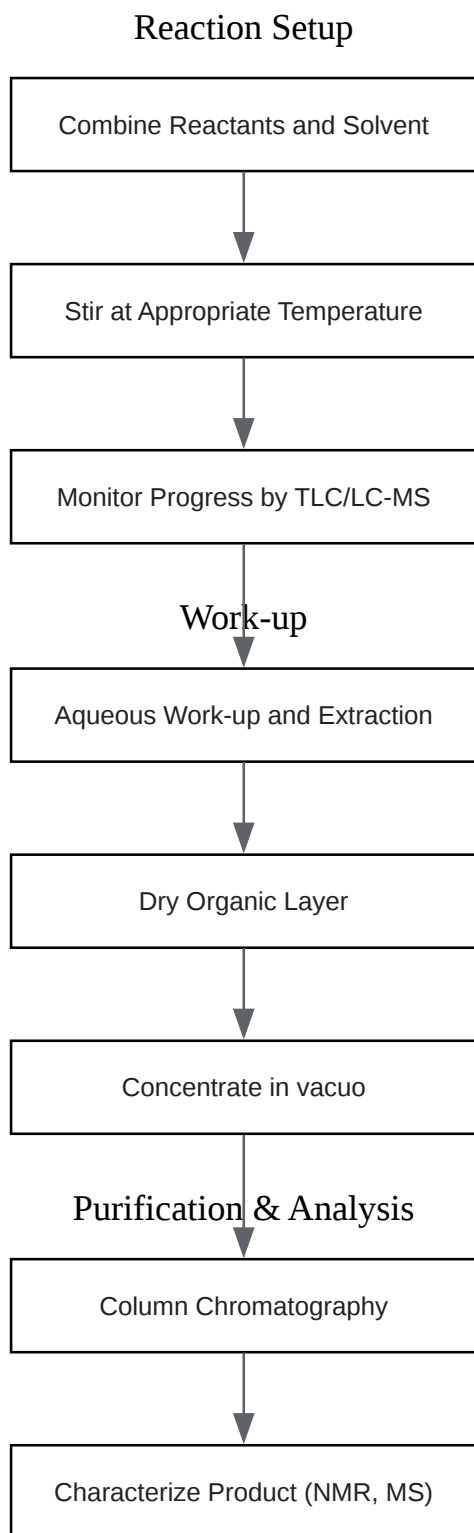 Reaction Setup
Combine Reactants and Solvent
Stir at Appropriate Temperature
Monitor Progress by TLC/LC-MS
Work-up
Aqueous Work-up and Extraction
Dry Organic Layer
Concentrate in vacuo
Purification & Analysis
Column Chromatography
Characterize Product (NMR, MS)